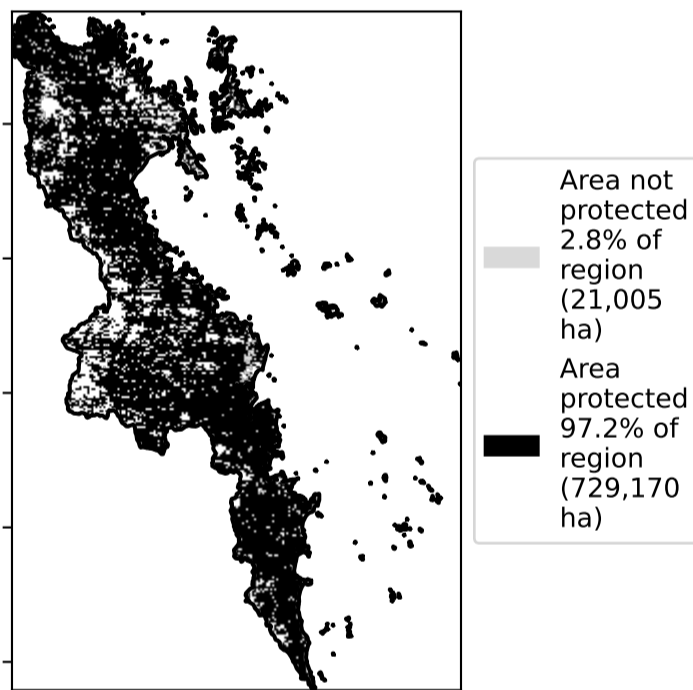 Area not
protected
2.8% of
region
(21,005
ha)
Area
protected
97.2% of
region
(729,170
ha)